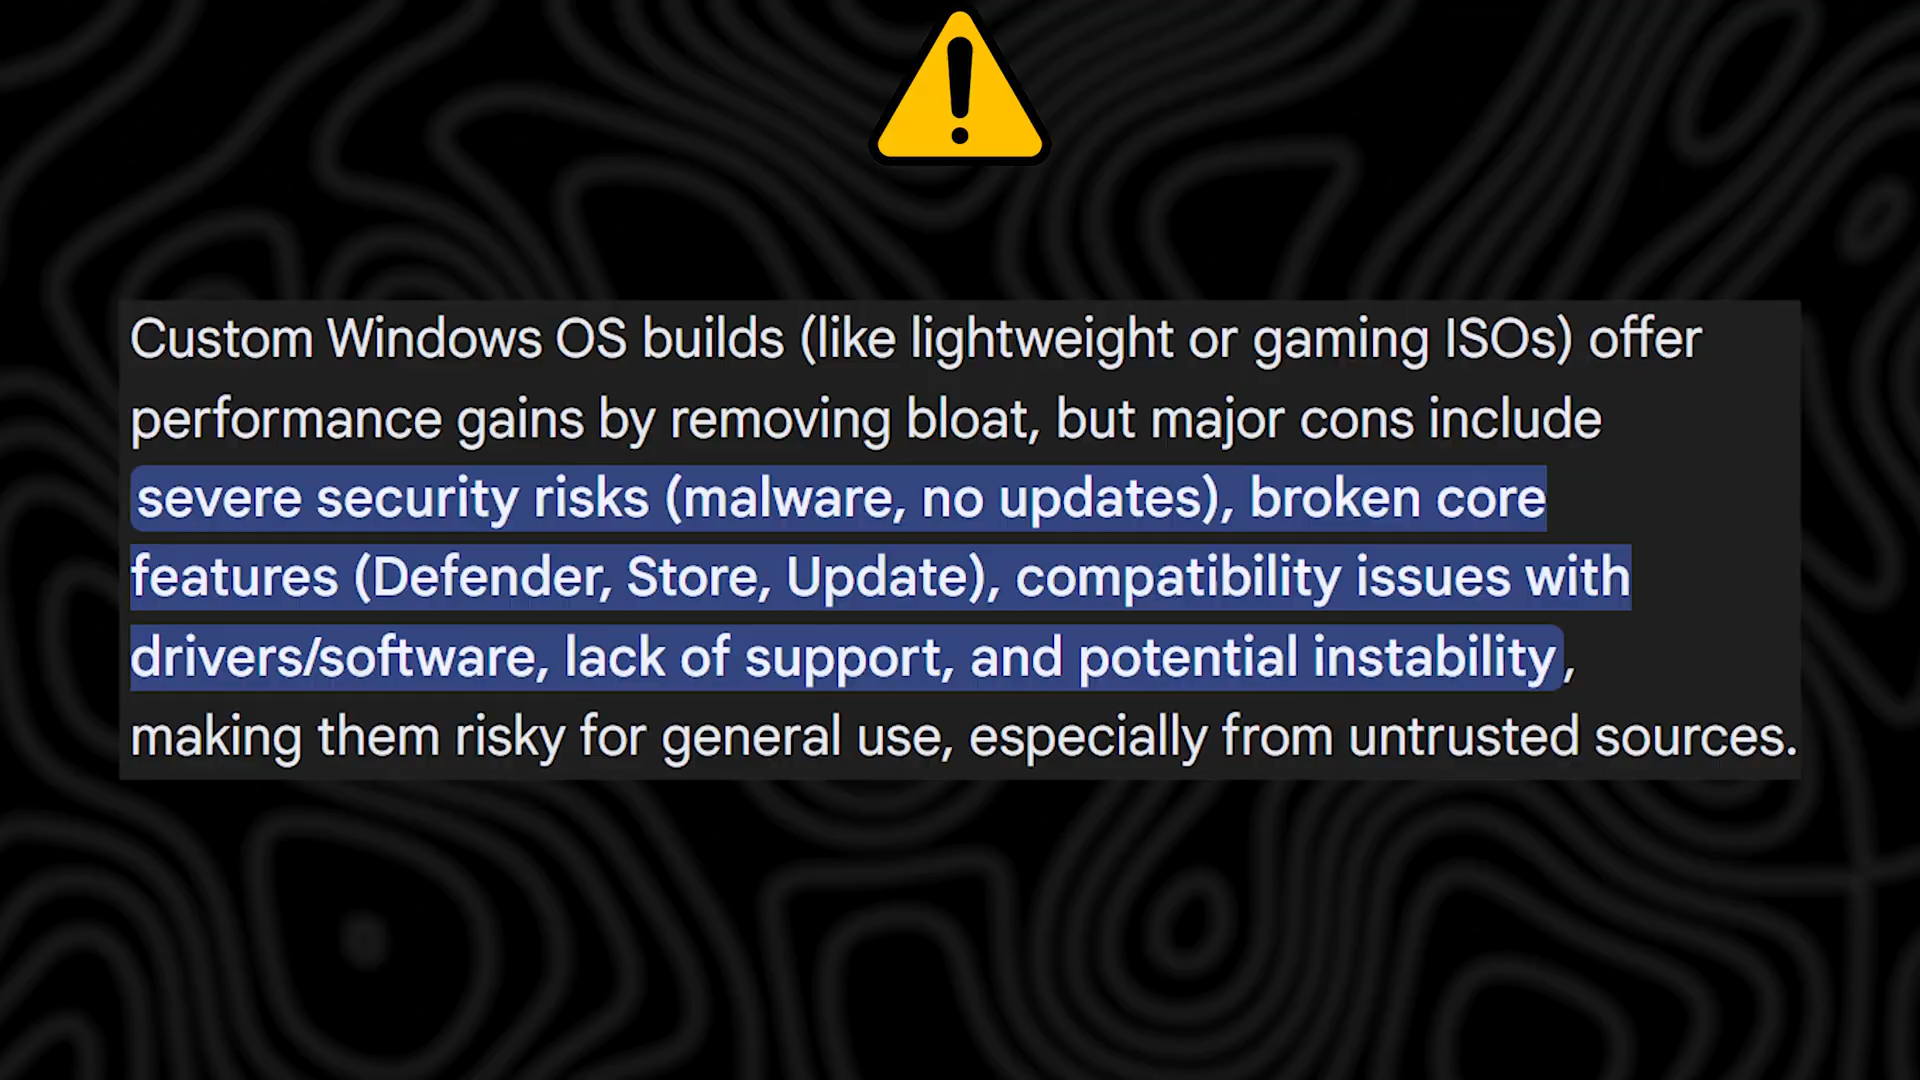 Custom Windows OS builds (like lightweight or gaming ISOs) offer
performance gains by removing bloat, but major cons include
severe security risks (malware, no updates), broken core
features (Defender, Store, Update), compatibility issues with
drivers/software, lack of support, and potential instability,
making them risky for general use, especially from untrusted sources.